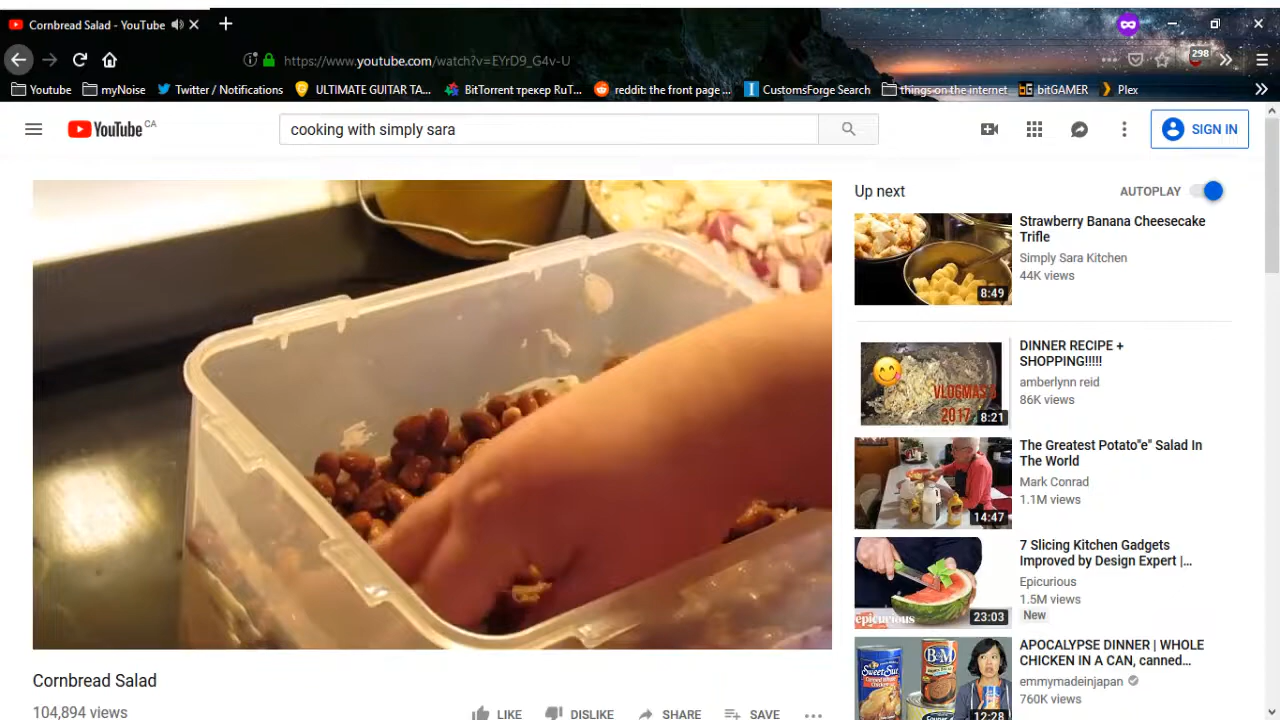 Cornbread Salad - YouTube
https://www.youtube.com/watch?v=EYrD9_G4v-U
298
Youtube myNoise Twitter / Notifications ULTIMATE GUITAR TA... BitTorrent трекер RuT... reddit: the front page ... CustomsForge Search things on the internet bitGAMER Plex
YouTube CA
cooking with simply sara
SIGN IN
Up next
AUTOPLAY
Strawberry Banana Cheesecake
Trifle
Simply Sara Kitchen
44K views
8:49
DINNER RECIPE +
SHOPPING!!!!!
amberlynn reid
86K views
VLOGMAS
2017
8:21
The Greatest Potato"e" Salad In
The World
Mark Conrad
1.1M views
14:47
7 Slicing Kitchen Gadgets
Improved by Design Expert |...
Epicurious
1.5M views
New
epicurious
23:03
APOCALYPSE DINNER | WHOLE
CHICKEN IN A CAN, canned...
emmymadeinjapan
760K views
B&M
12:28
Cornbread Salad
104,894 views
LIKE DISLIKE SHARE SAVE